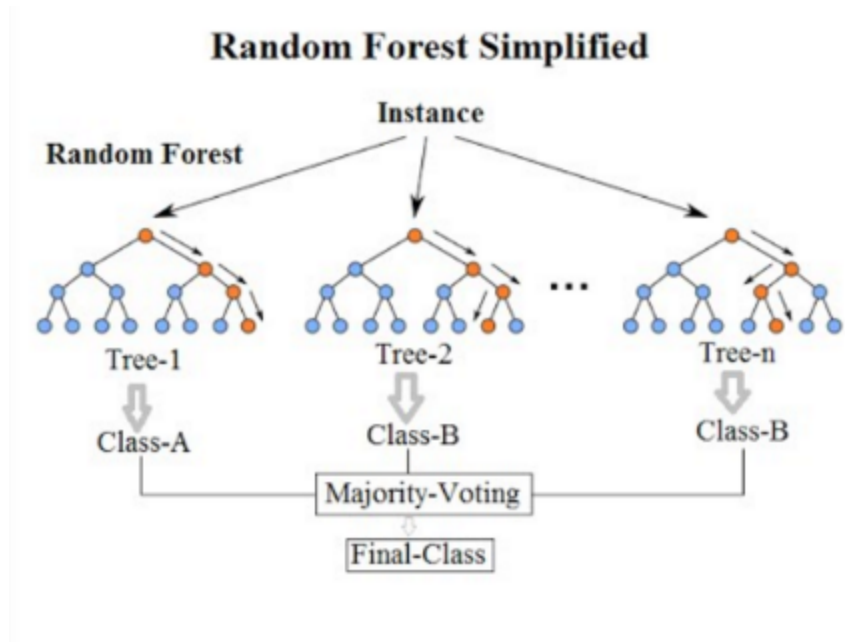 Random Forest Simplified
Instance
Random Forest
...
Tree-1
Tree-2
Tree-n
Class-A
Class-B
Class-B
Majority-Voting
Final-Class